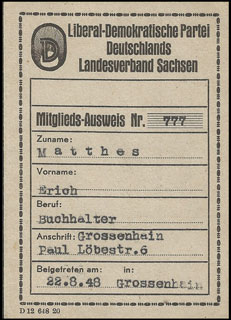 D
Liberal-Demokratische Partei
Deutschlands
Landesverband Sachsen
Mitglieds-Ausweis Nr. 777
Zuname:
Matthes
Vorname:
Erich
Beruf:
Buchhalter
Anschrift: Grossenhain
Paul Löbestr.6
Beigetreten am: in:
22.8.48 Grossenhain.
D 12 648 20